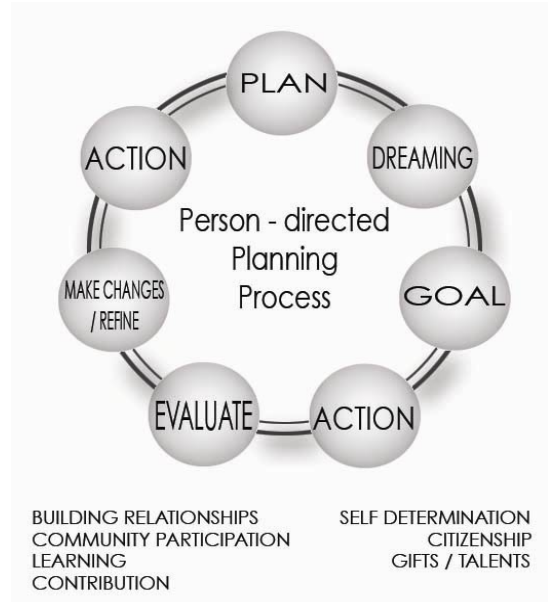 PLAN
DREAMING
GOAL
ACTION
EVALUATE
MAKE CHANGES
/ REFINE
ACTION
Person - directed
Planning
Process
BUILDING RELATIONSHIPS
COMMUNITY PARTICIPATION
LEARNING
CONTRIBUTION
SELF DETERMINATION
CITIZENSHIP
GIFTS / TALENTS